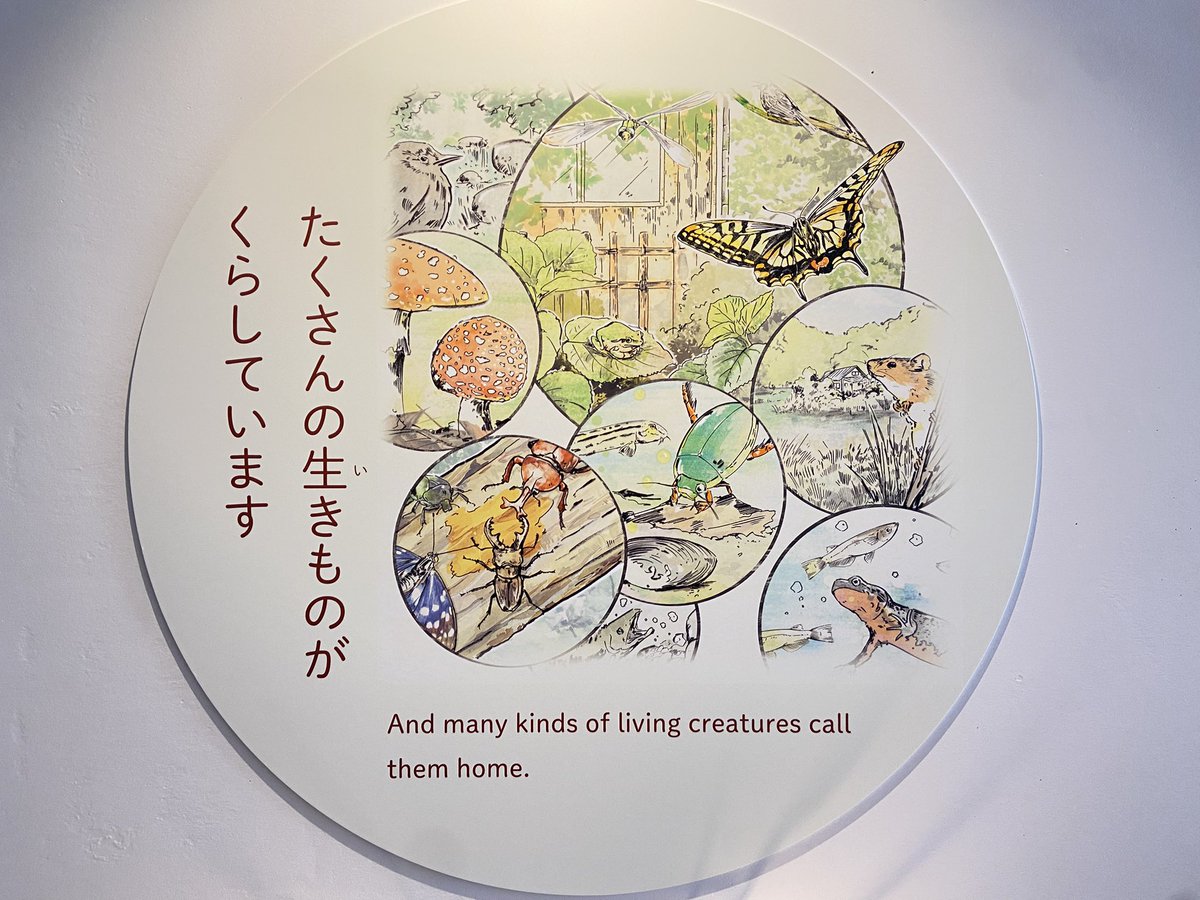 たくさんの生きものが
い
くらしています
And many kinds of living creatures call
them home.